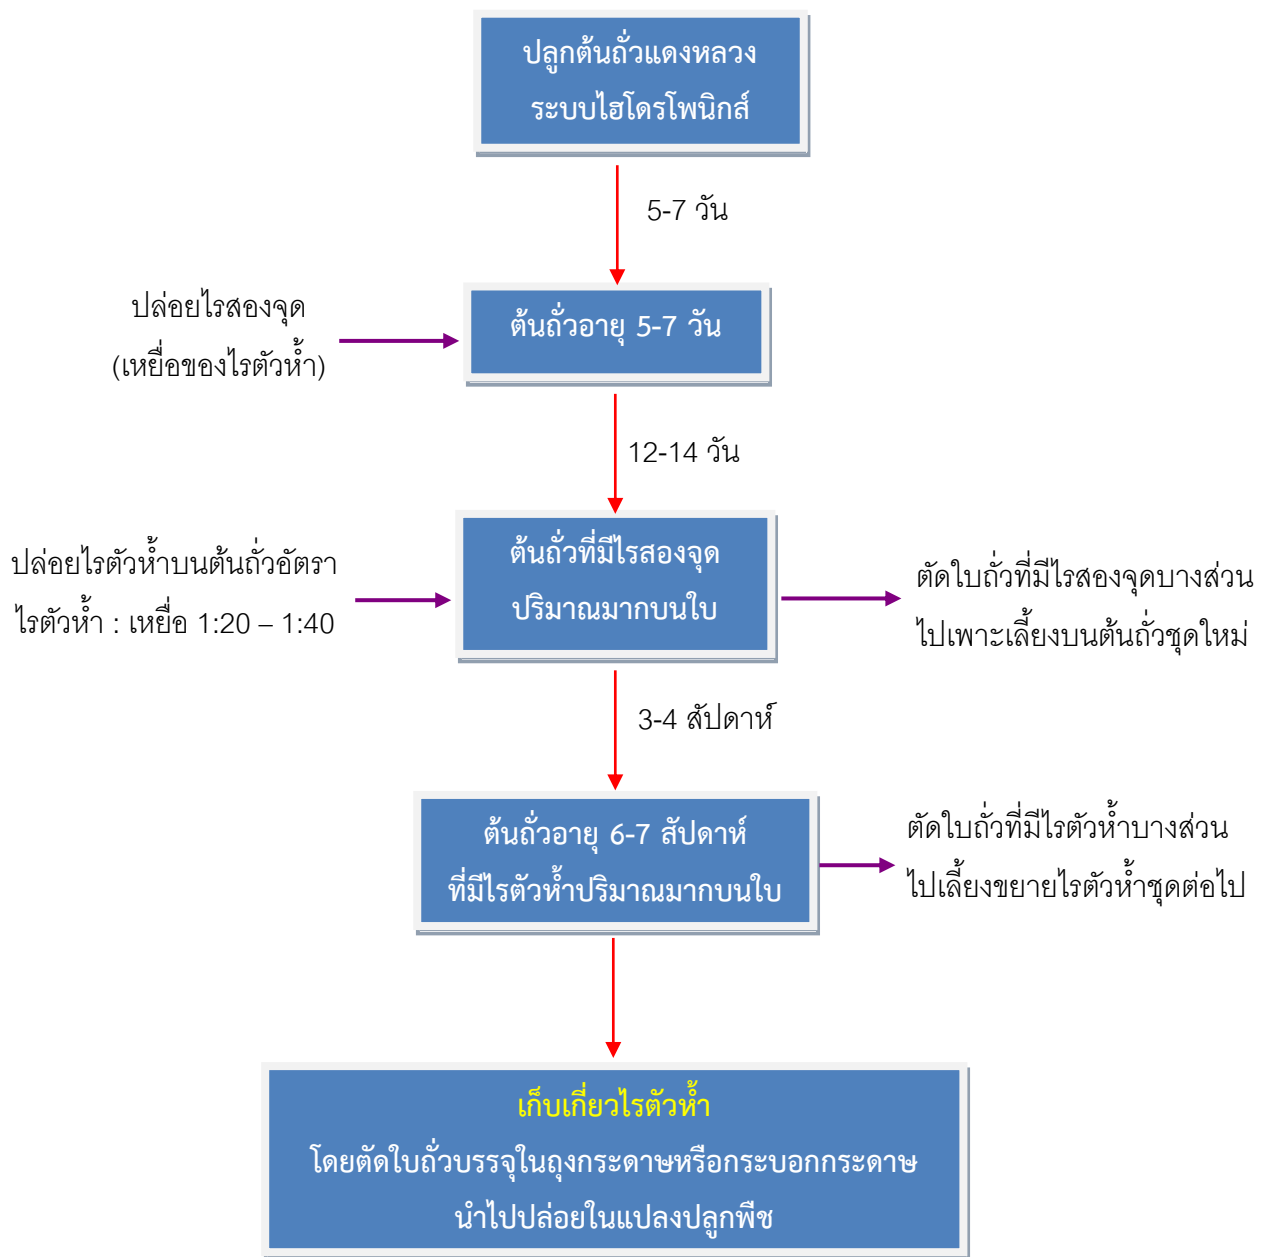 ปลูกต้นถั่วแดงหลวง
ระบบไฮโดรโพนิกส์
5-7 วัน
ปล่อยไรสองจุด
(เหยื่อของไรตัวห้ำ)
ต้นถั่วอายุ 5-7 วัน
12-14 วัน
ปล่อยไรตัวห้ำบนต้นถั่วอัตรา
ไรตัวห้ำ : เหยื่อ 1:20 – 1:40
ต้นถั่วที่มีไรสองจุด
ปริมาณมากบนใบ
ตัดใบถั่วที่มีไรสองจุดบางส่วน
ไปเพาะเลี้ยงบนต้นถั่วชุดใหม่
3-4 สัปดาห์
ต้นถั่วอายุ 6-7 สัปดาห์
ที่มีไรตัวห้ำปริมาณมากบนใบ
ตัดใบถั่วที่มีไรตัวห้ำบางส่วน
ไปเลี้ยงขยายไรตัวห้ำชุดต่อไป
เก็บเกี่ยวไรตัวห้ำ
โดยตัดใบถั่วบรรจุในถุงกระดาษหรือกระบอกกระดาษ
นำไปปล่อยในแปลงปลูกพืช